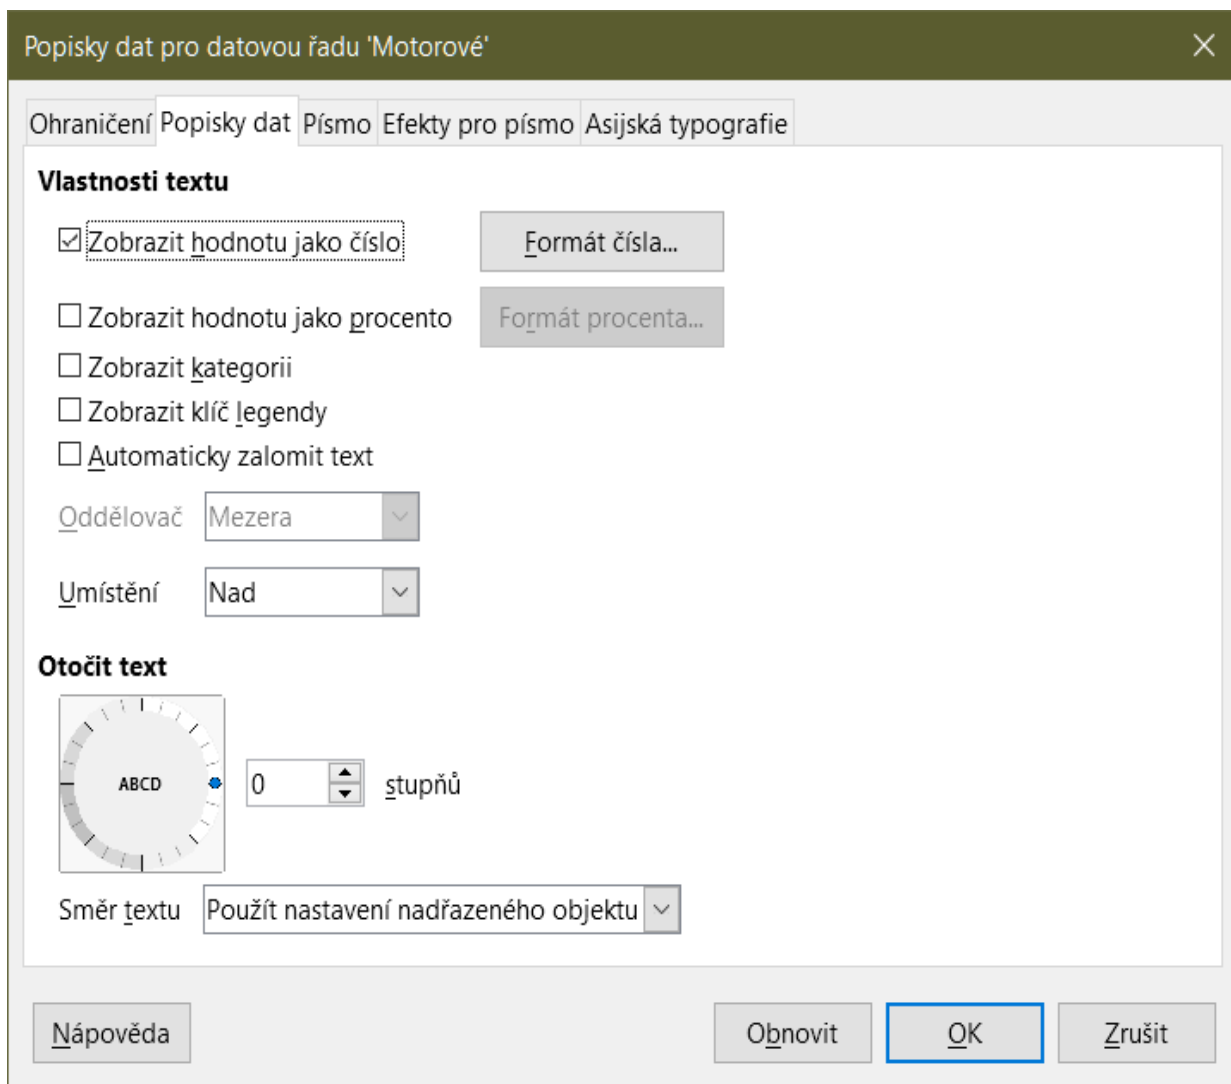 Popisky dat pro datovou řadu 'Motorové'
Ohraničení Popisky dat Písmo Efekty pro písmo Asijská typografie
Vlastnosti textu
Zobrazit hodnotu jako číslo Formát čísla...
Zobrazit hodnotu jako procento Formát procenta...
Zobrazit kategorii
Zobrazit klíč legendy
Automaticky zalomit text
Oddělovač Mezera
Umístění Nad
Otočit text
ABCD 0 stupňů
Směr textu Použít nastavení nadřazeného objektu
Nápověda Obnovit OK Zrušit